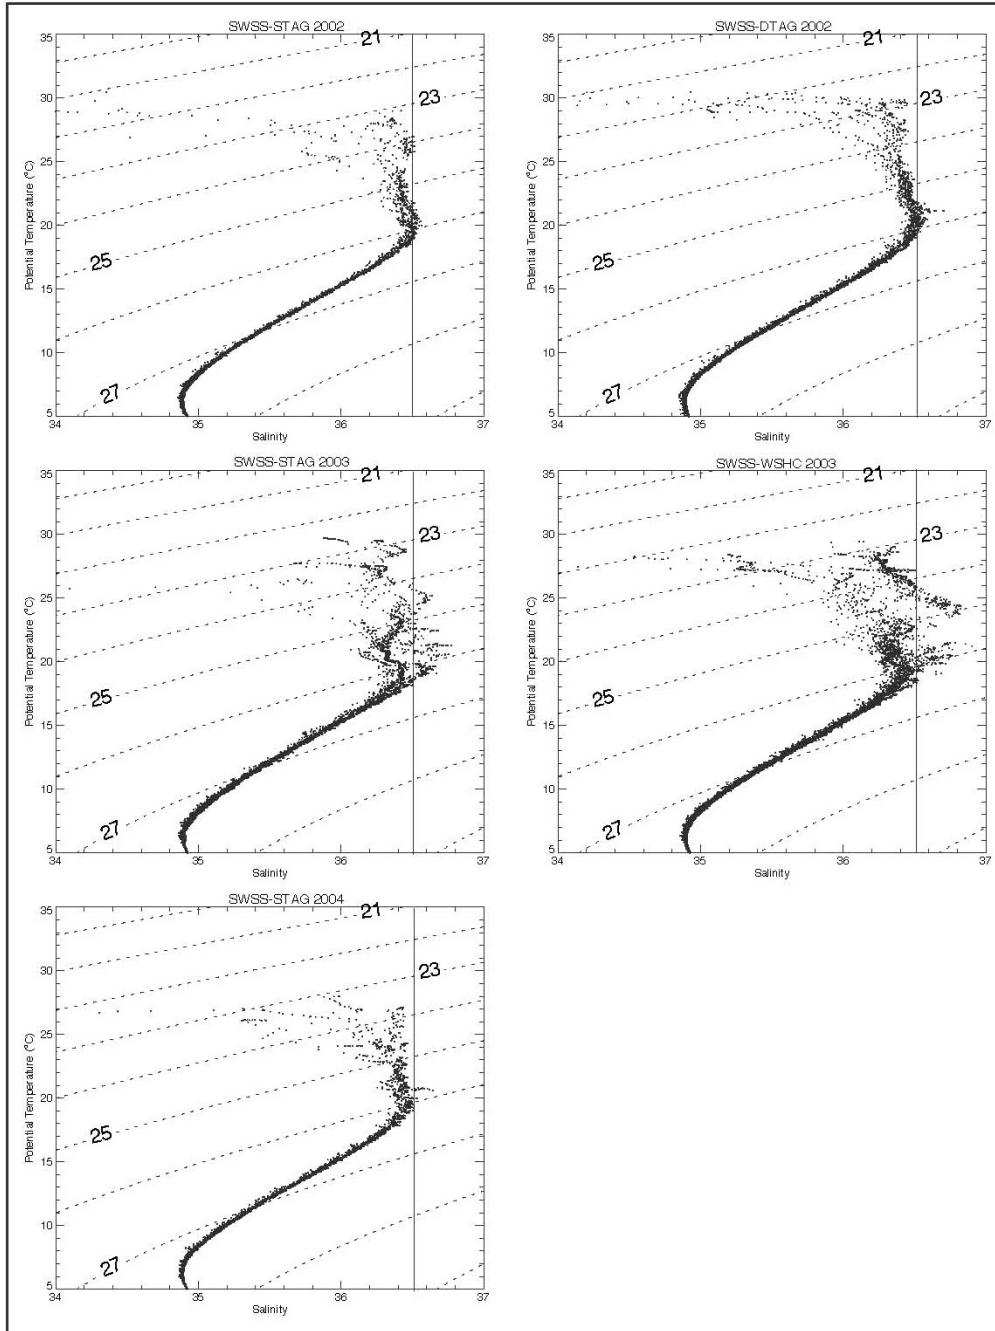 SWSS-STAG 2002
35
30
25
20
15
10
5
Potential Temperature (°C)
21
23
25
27
34 35 36 37
Salinity
SWSS-DTAG 2002
35
30
25
20
15
10
5
Potential Temperature (°C)
21
23
25
27
34 35 36 37
Salinity
SWSS-STAG 2003
35
30
25
20
15
10
5
Potential Temperature (°C)
21
23
25
27
34 35 36 37
Salinity
SWSS-WSHC 2003
35
30
25
20
15
10
5
Potential Temperature (°C)
21
23
25
27
34 35 36 37
Salinity
SWSS-STAG 2004
35
30
25
20
15
10
5
Potential Temperature (°C)
21
23
25
27
34 35 36 37
Salinity